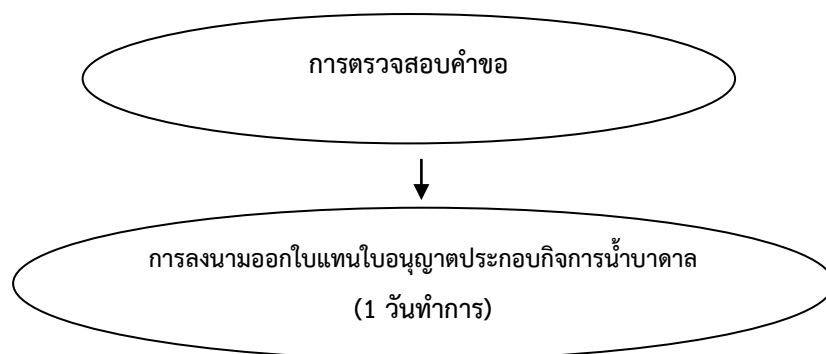 การตรวจสอบคำขอ
การลงนามออกใบแทนใบอนุญาตประกอบกิจการน้ำบาดาล
(1 วันทำการ)